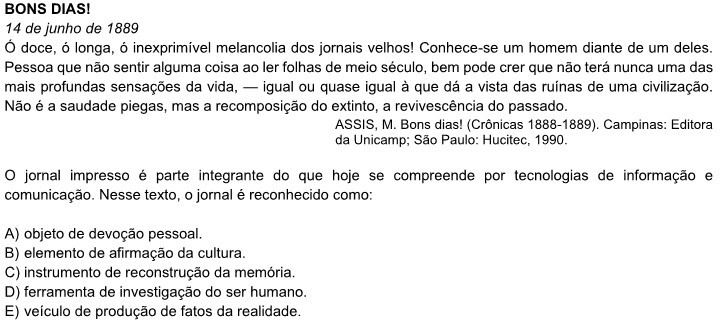 BONS DIAS!
14 de junho de 1889
Ó doce, ó longa, ó inexprimível melancolia dos jornais velhos! Conhece-se um homem diante de um deles.
Pessoa que não sentir alguma coisa ao ler folhas de meio século, bem pode crer que não terá nunca uma das
mais profundas sensações da vida, — igual ou quase igual à que dá a vista das ruínas de uma civilização.
Não é a saudade piegas, mas a recomposição do extinto, a revivescência do passado.
ASSIS, M. Bons dias! (Crônicas 1888-1889). Campinas: Editora
da Unicamp; São Paulo: Hucitec, 1990.
O jornal impresso é parte integrante do que hoje se compreende por tecnologias de informação e
comunicação. Nesse texto, o jornal é reconhecido como:
A) objeto de devoção pessoal.
B) elemento de afirmação da cultura.
C) instrumento de reconstrução da memória.
D) ferramenta de investigação do ser humano.
E) veículo de produção de fatos da realidade.